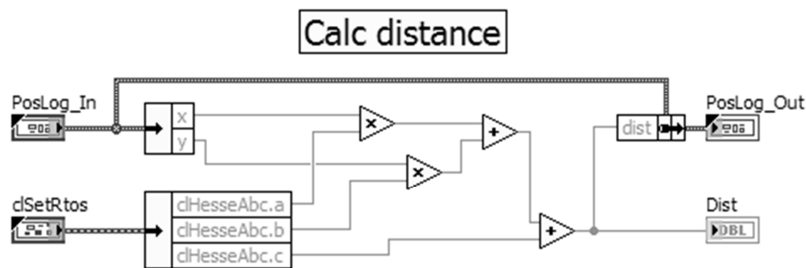 Calc distance
PosLog_In
PosLog_Out
x
y
dist
clSetRtos
clHesseAbc.a
clHesseAbc.b
clHesseAbc.c
Dist
DBL